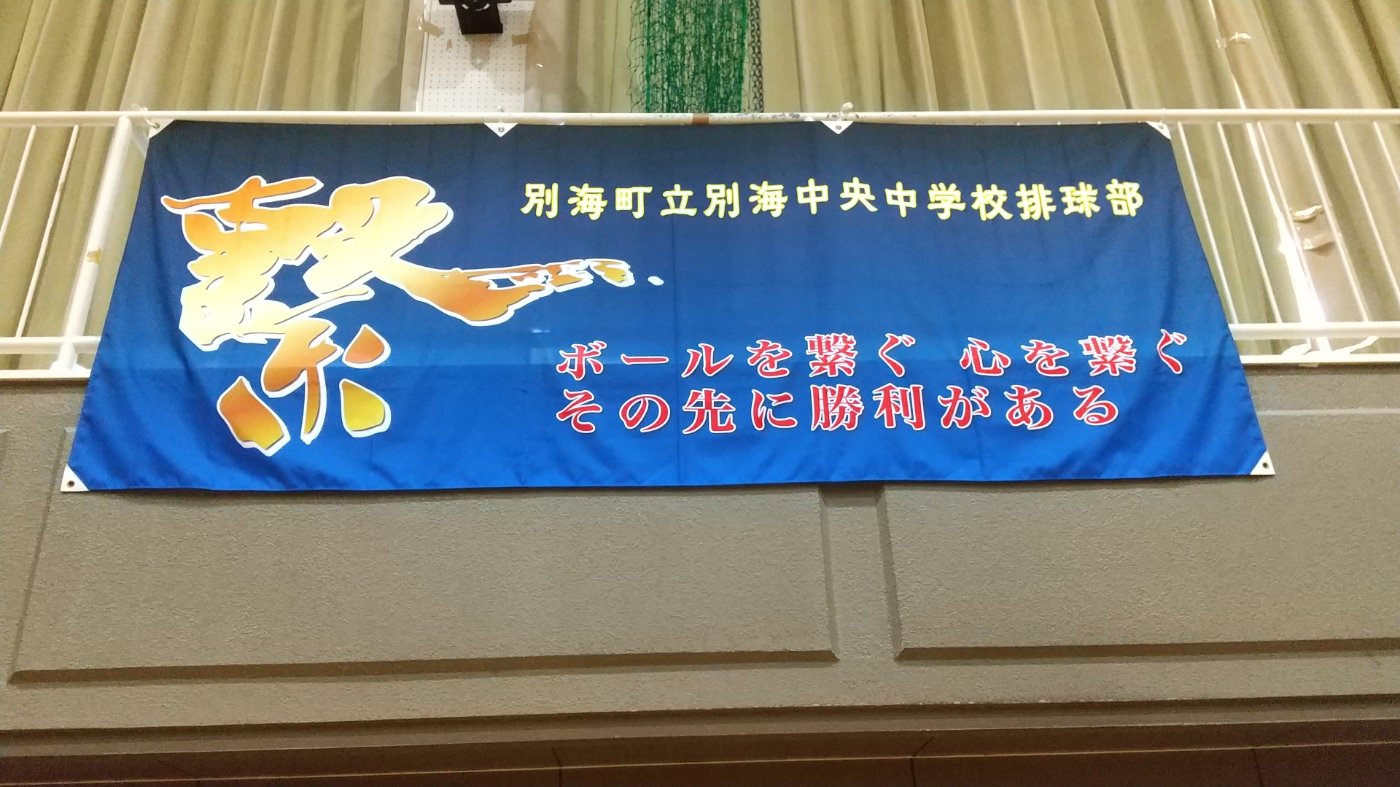 繋
別海町立別海中央中学校排球部
ボールを繋ぐ 心を繋ぐ
その先に勝利がある